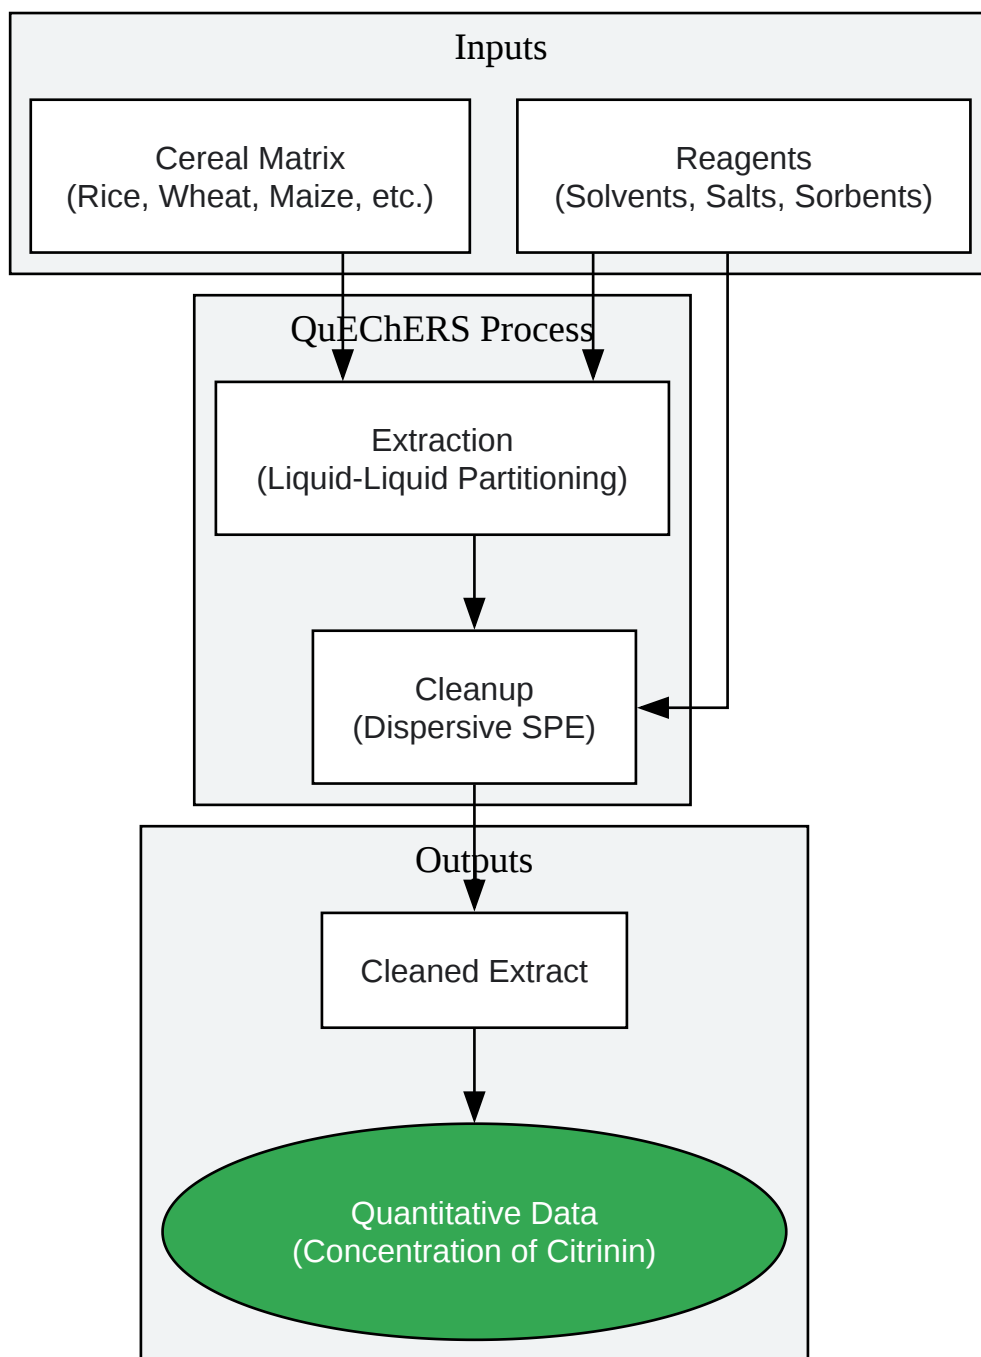 Inputs
Cereal Matrix
(Rice, Wheat, Maize, etc.)
Reagents
(Solvents, Salts, Sorbents)
QuEChERS Process
Extraction
(Liquid-Liquid Partitioning)
Cleanup
(Dispersive SPE)
Outputs
Cleaned Extract
Quantitative Data
(Concentration of Citrinin)